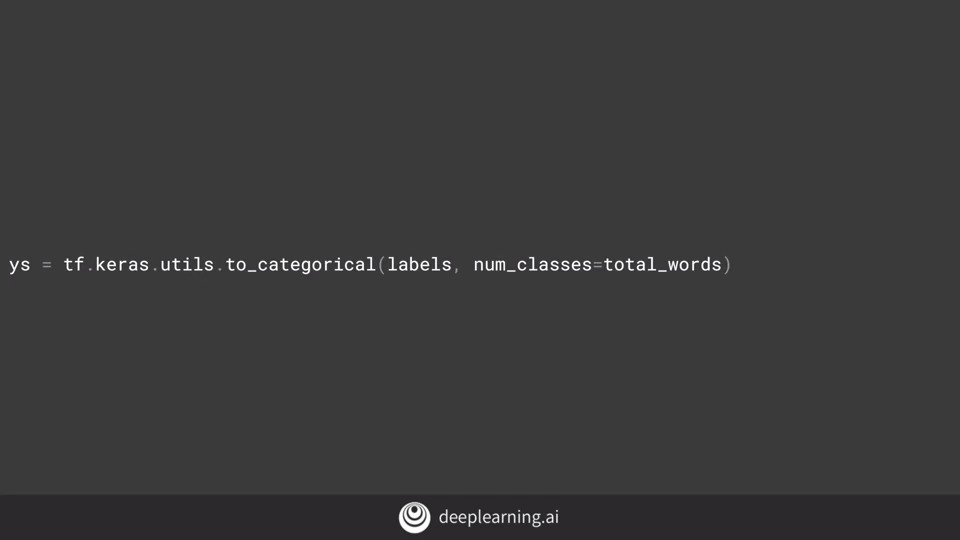 ys = tf.keras.utils.to_categorical(labels, num_classes=total_words)
deeplearning.ai